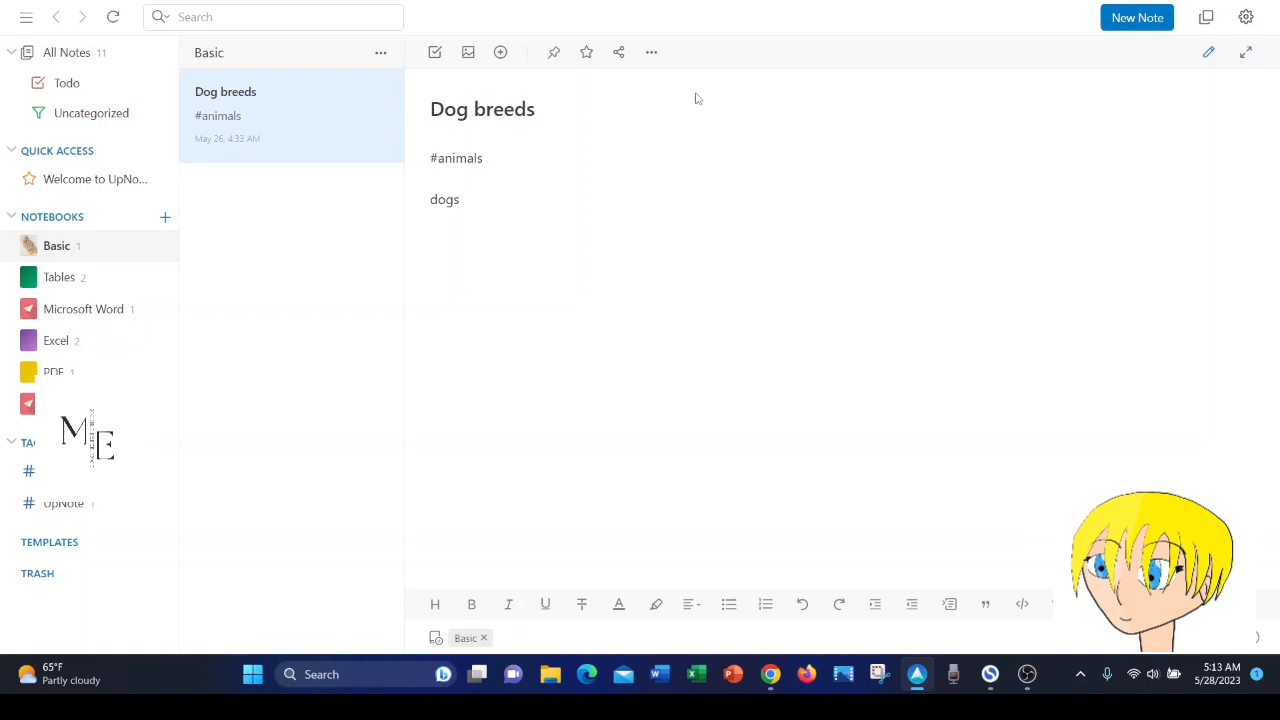 Search
New Note
All Notes 11
Todo
Uncategorized
QUICK ACCESS
Welcome to UpNo...
NOTEBOOKS
Basic 1
Tables 2
Microsoft Word 1
Excel 2
PDF 1
ME
#
# UpNote 1
TEMPLATES
TRASH
Basic
Dog breeds
#animals
May 26, 4:33 AM
Dog breeds
#animals
dogs
H B I U T A
Basic
65°F
Partly cloudy
Search
5:13 AM
5/28/2023
1